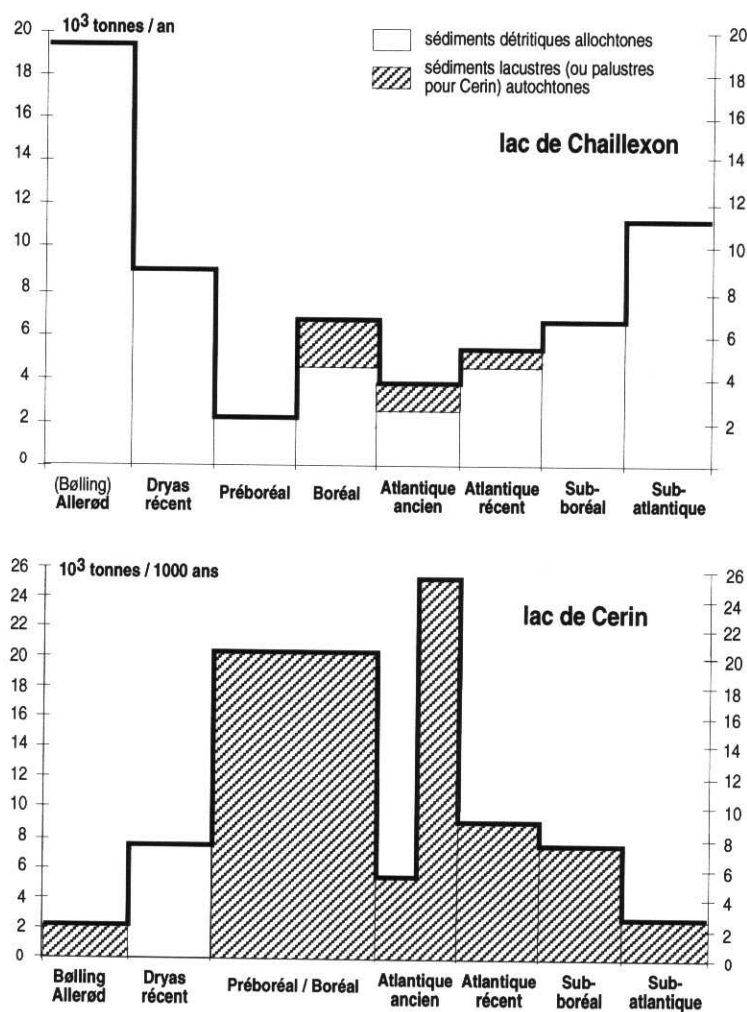 10³ tonnes / an
sédiments détritiques allochtones
sédiments lacustres (ou palustres
pour Cerin) autochtones
lac de Chaillexon
20
18
16
14
12
10
8
6
4
2
0
20
18
16
14
12
10
8
6
4
2
(Bølling)
Allerød
Dryas
récent
Préboréal
Boréal
Atlantique
ancien
Atlantique
récent
Sub-
boréal
Sub-
atlantique
10³ tonnes / 1000 ans
lac de Cerin
26
24
22
20
18
16
14
12
10
8
6
4
2
0
26
24
22
20
18
16
14
12
10
8
6
4
2
0
Bølling
Allerød
Dryas
récent
Préboréal / Boréal
Atlantique
ancien
Atlantique
récent
Sub-
boréal
Sub-
atlantique